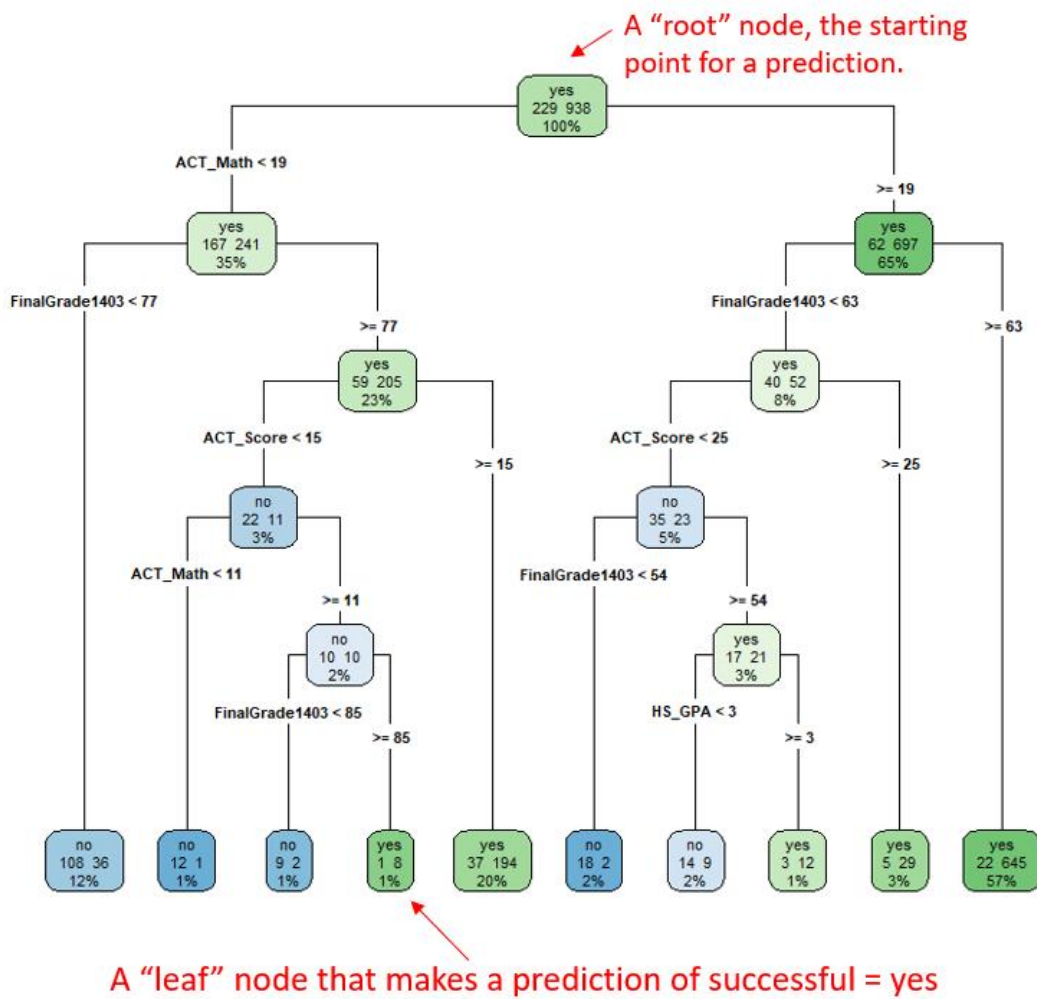 A “root” node, the starting
point for a prediction.
yes
229 938
100%
ACT_Math < 19
>= 19
yes
167 241
35%
yes
62 697
65%
FinalGrade1403 < 77
>= 77
FinalGrade1403 < 63
>= 63
yes
59 205
23%
yes
40 52
8%
ACT_Score < 15
>= 15
ACT_Score < 25
>= 25
no
22 11
3%
no
35 23
5%
ACT_Math < 11
>= 11
FinalGrade1403 < 54
>= 54
no
10 10
2%
yes
17 21
3%
FinalGrade1403 < 85
>= 85
HS_GPA < 3
>= 3
no
108 36
12%
no
12 1
1%
no
9 2
1%
yes
1 8
1%
yes
37 194
20%
no
18 2
2%
no
14 9
2%
yes
3 12
1%
yes
5 29
3%
yes
22 645
57%
A “leaf” node that makes a prediction of successful = yes